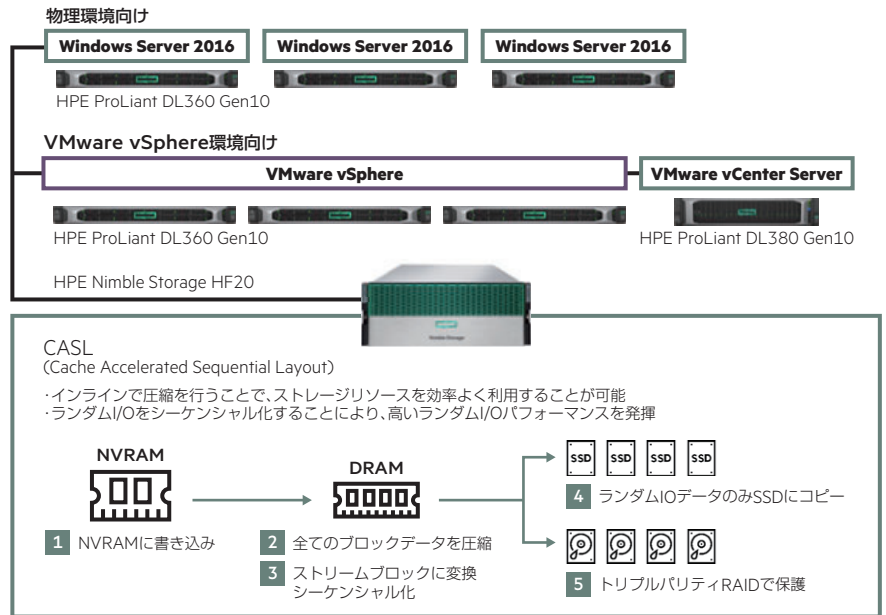 物理環境向け
Windows Server 2016
Windows Server 2016
Windows Server 2016
HPE ProLiant DL360 Gen10
VMware vSphere環境向け
VMware vSphere
VMware vCenter Server
HPE ProLiant DL360 Gen10
HPE ProLiant DL380 Gen10
HPE Nimble Storage HF20
CASL
(Cache Accelerated Sequential Layout)
・インラインで圧縮を行うことで、ストレージリソースを効率よく利用することが可能
・ランダムI/Oをシーケンシャル化することにより、高いランダムI/Oパフォーマンスを発揮
NVRAM
DRAM
SSD SSD SSD SSD
1 NVRAMに書き込み
2 全てのブロックデータを圧縮
3 ストリームブロックに変換
シーケンシャル化
4 ランダムIOデータのみSSDにコピー
5 トリプルパリティRAIDで保護